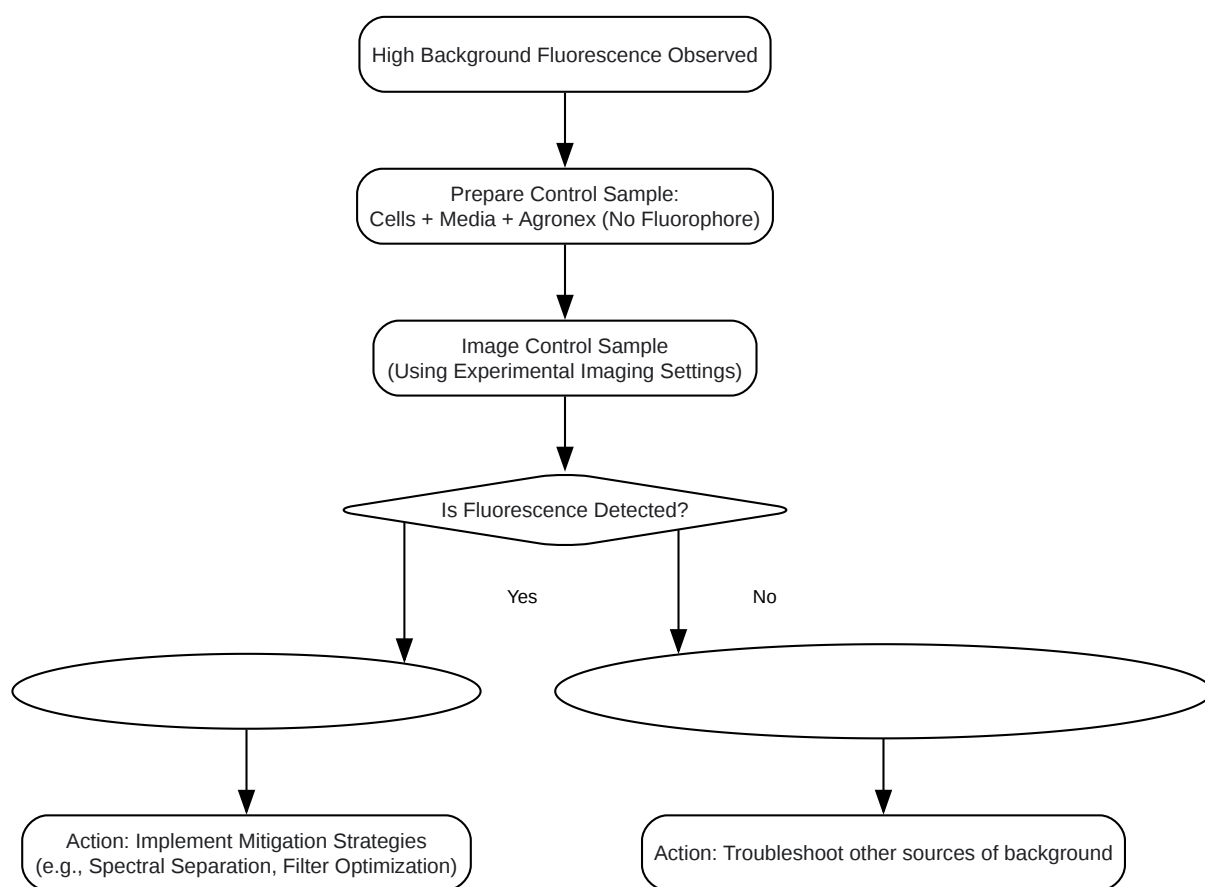 High Background Fluorescence Observed
Prepare Control Sample:
Cells + Media + Agronex (No Fluorophore)
Image Control Sample
(Using Experimental Imaging Settings)
Is Fluorescence Detected?
Yes
No
Action: Implement Mitigation Strategies
(e.g., Spectral Separation, Filter Optimization)
Action: Troubleshoot other sources of background